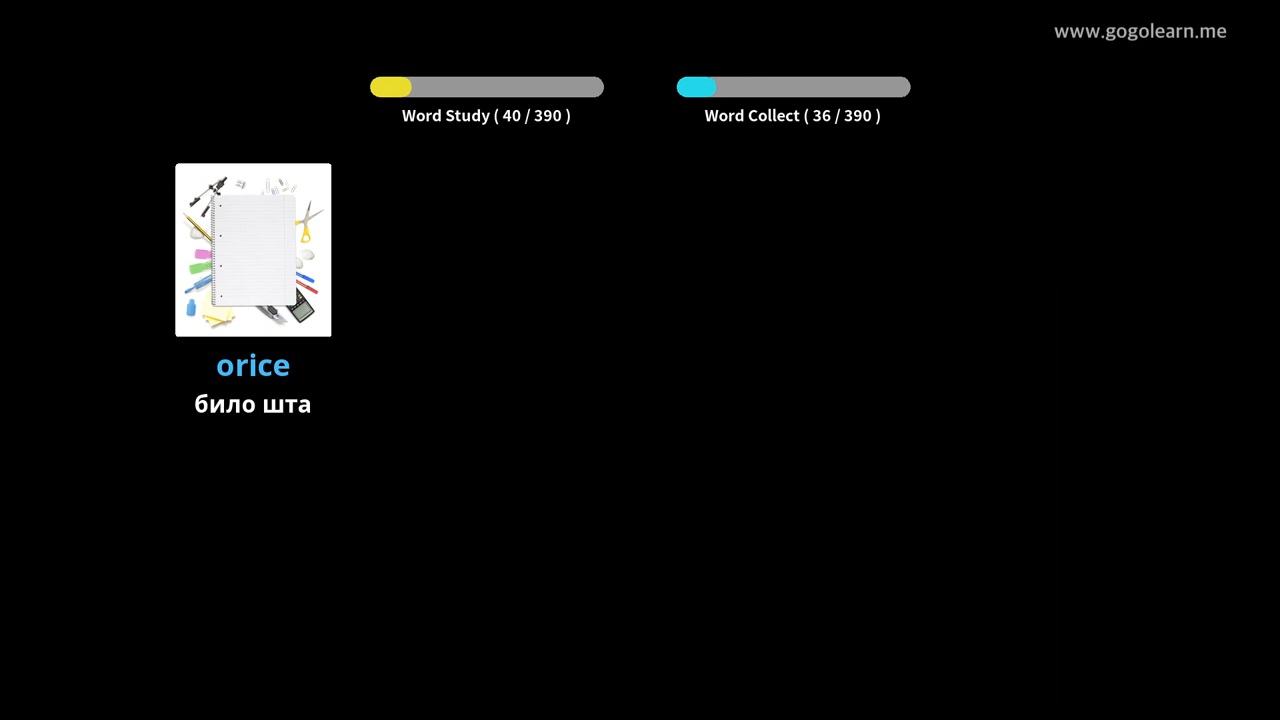 www.gogolearn.me
Word Study ( 40 / 390 )
Word Collect ( 36 / 390 )
orice
било шта